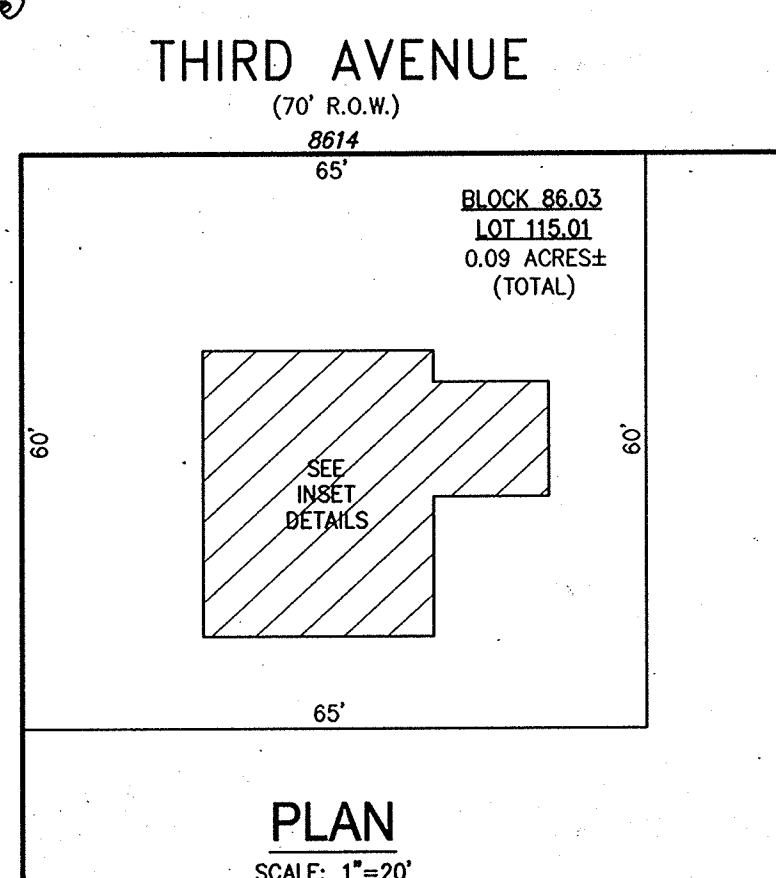 THIRD AVENUE
(70' R.O.W.)
8614
65'
BLOCK 86.03
LOT 115.01
0.09 ACRES±
(TOTAL)
60'
60'
SEE
INSET
DETAILS
65'
PLAN
SCALE: 1"=20'